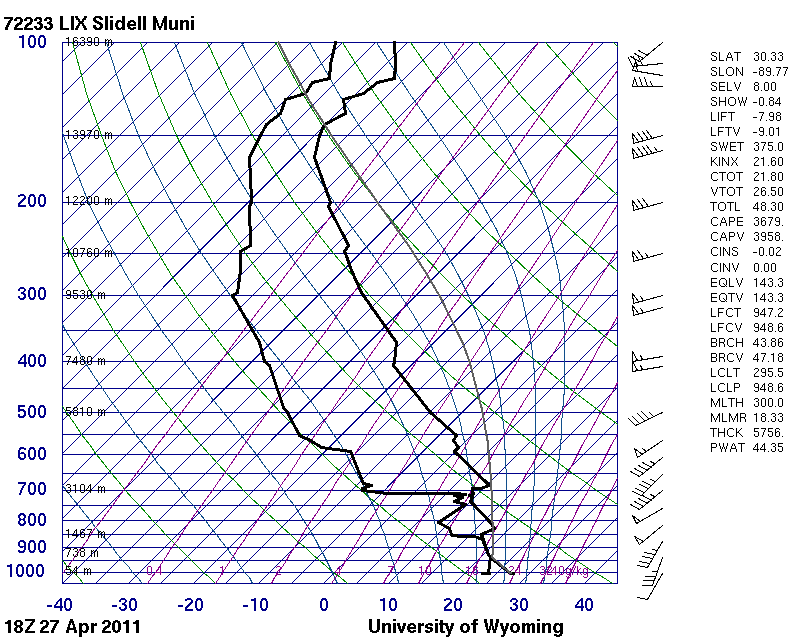 72233 LIX Slidell Muni
100
200
300
400
500
600
700
800
900
1000
16390 m
13970 m
12200 m
10760 m
9530 m
7480 m
5810 m
3104 m
1467 m
738 m
54 m
0.4
1
2
4
7
10
16
24
32
40g/kg
-40
-30
-20
-10
0
10
20
30
40
18Z 27 Apr 2011
University of Wyoming
SLAT 30.33
SLON -89.77
SELV 8.00
SHOW -0.84
LIFT -7.98
LFTV -9.01
SWET 375.0
KINX 21.60
CTOT 21.80
VTOT 26.50
TOTL 48.30
CAPE 3679.
CAPV 3958.
CINS -0.02
CINV 0.00
EQLV 143.3
EQTV 143.3
LFCT 947.2
LFCV 948.6
BRCH 43.86
BRCV 47.18
LCLT 295.5
LCLP 948.6
MLTH 300.0
MLMR 18.33
THCK 5756.
PWAT 44.35